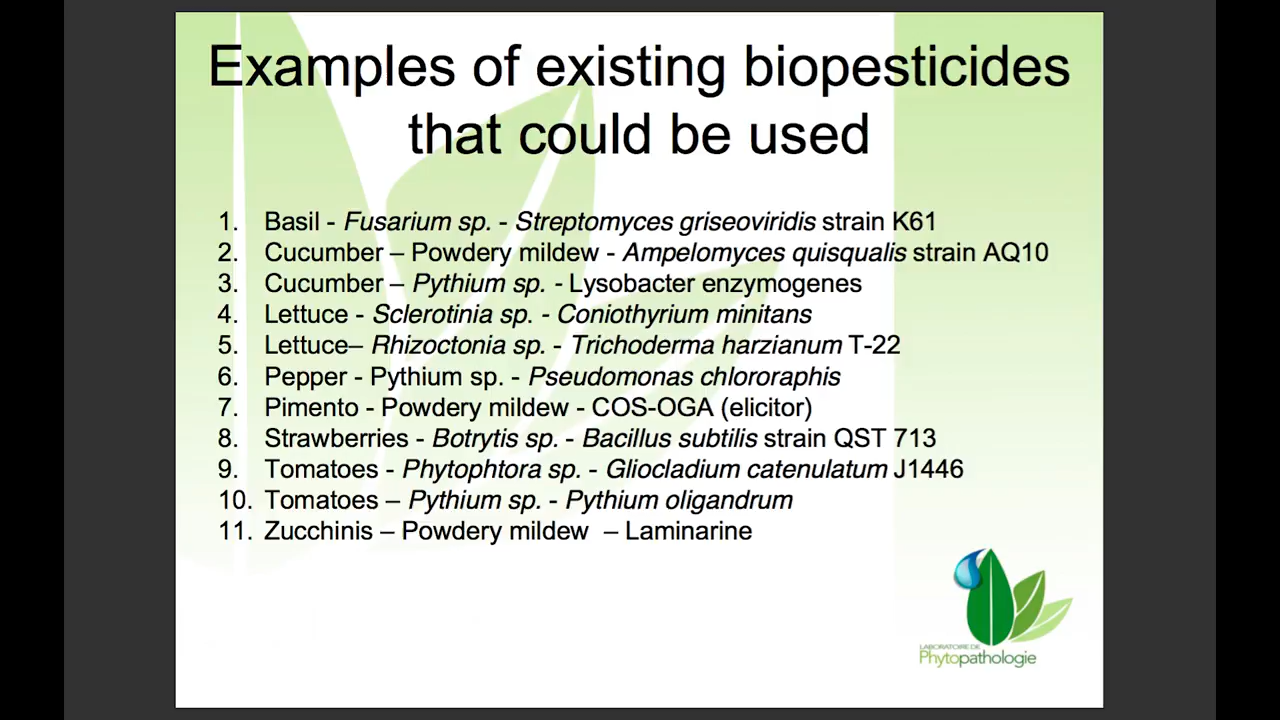 Examples of existing biopesticides
that could be used
1. Basil - Fusarium sp. - Streptomyces griseoviridis strain K61
2. Cucumber – Powdery mildew - Ampelomyces quisqualis strain AQ10
3. Cucumber – Pythium sp. - Lysobacter enzymogenes
4. Lettuce - Sclerotinia sp. - Coniothyrium minitans
5. Lettuce– Rhizoctonia sp. - Trichoderma harzianum T-22
6. Pepper - Pythium sp. - Pseudomonas chlororaphis
7. Pimento - Powdery mildew - COS-OGA (elicitor)
8. Strawberries - Botrytis sp. - Bacillus subtilis strain QST 713
9. Tomatoes - Phytophtora sp. - Gliocladium catenulatum J1446
10. Tomatoes – Pythium sp. - Pythium oligandrum
11. Zucchinis – Powdery mildew – Laminarine
LABORATOIRE DE
Phytopathologie